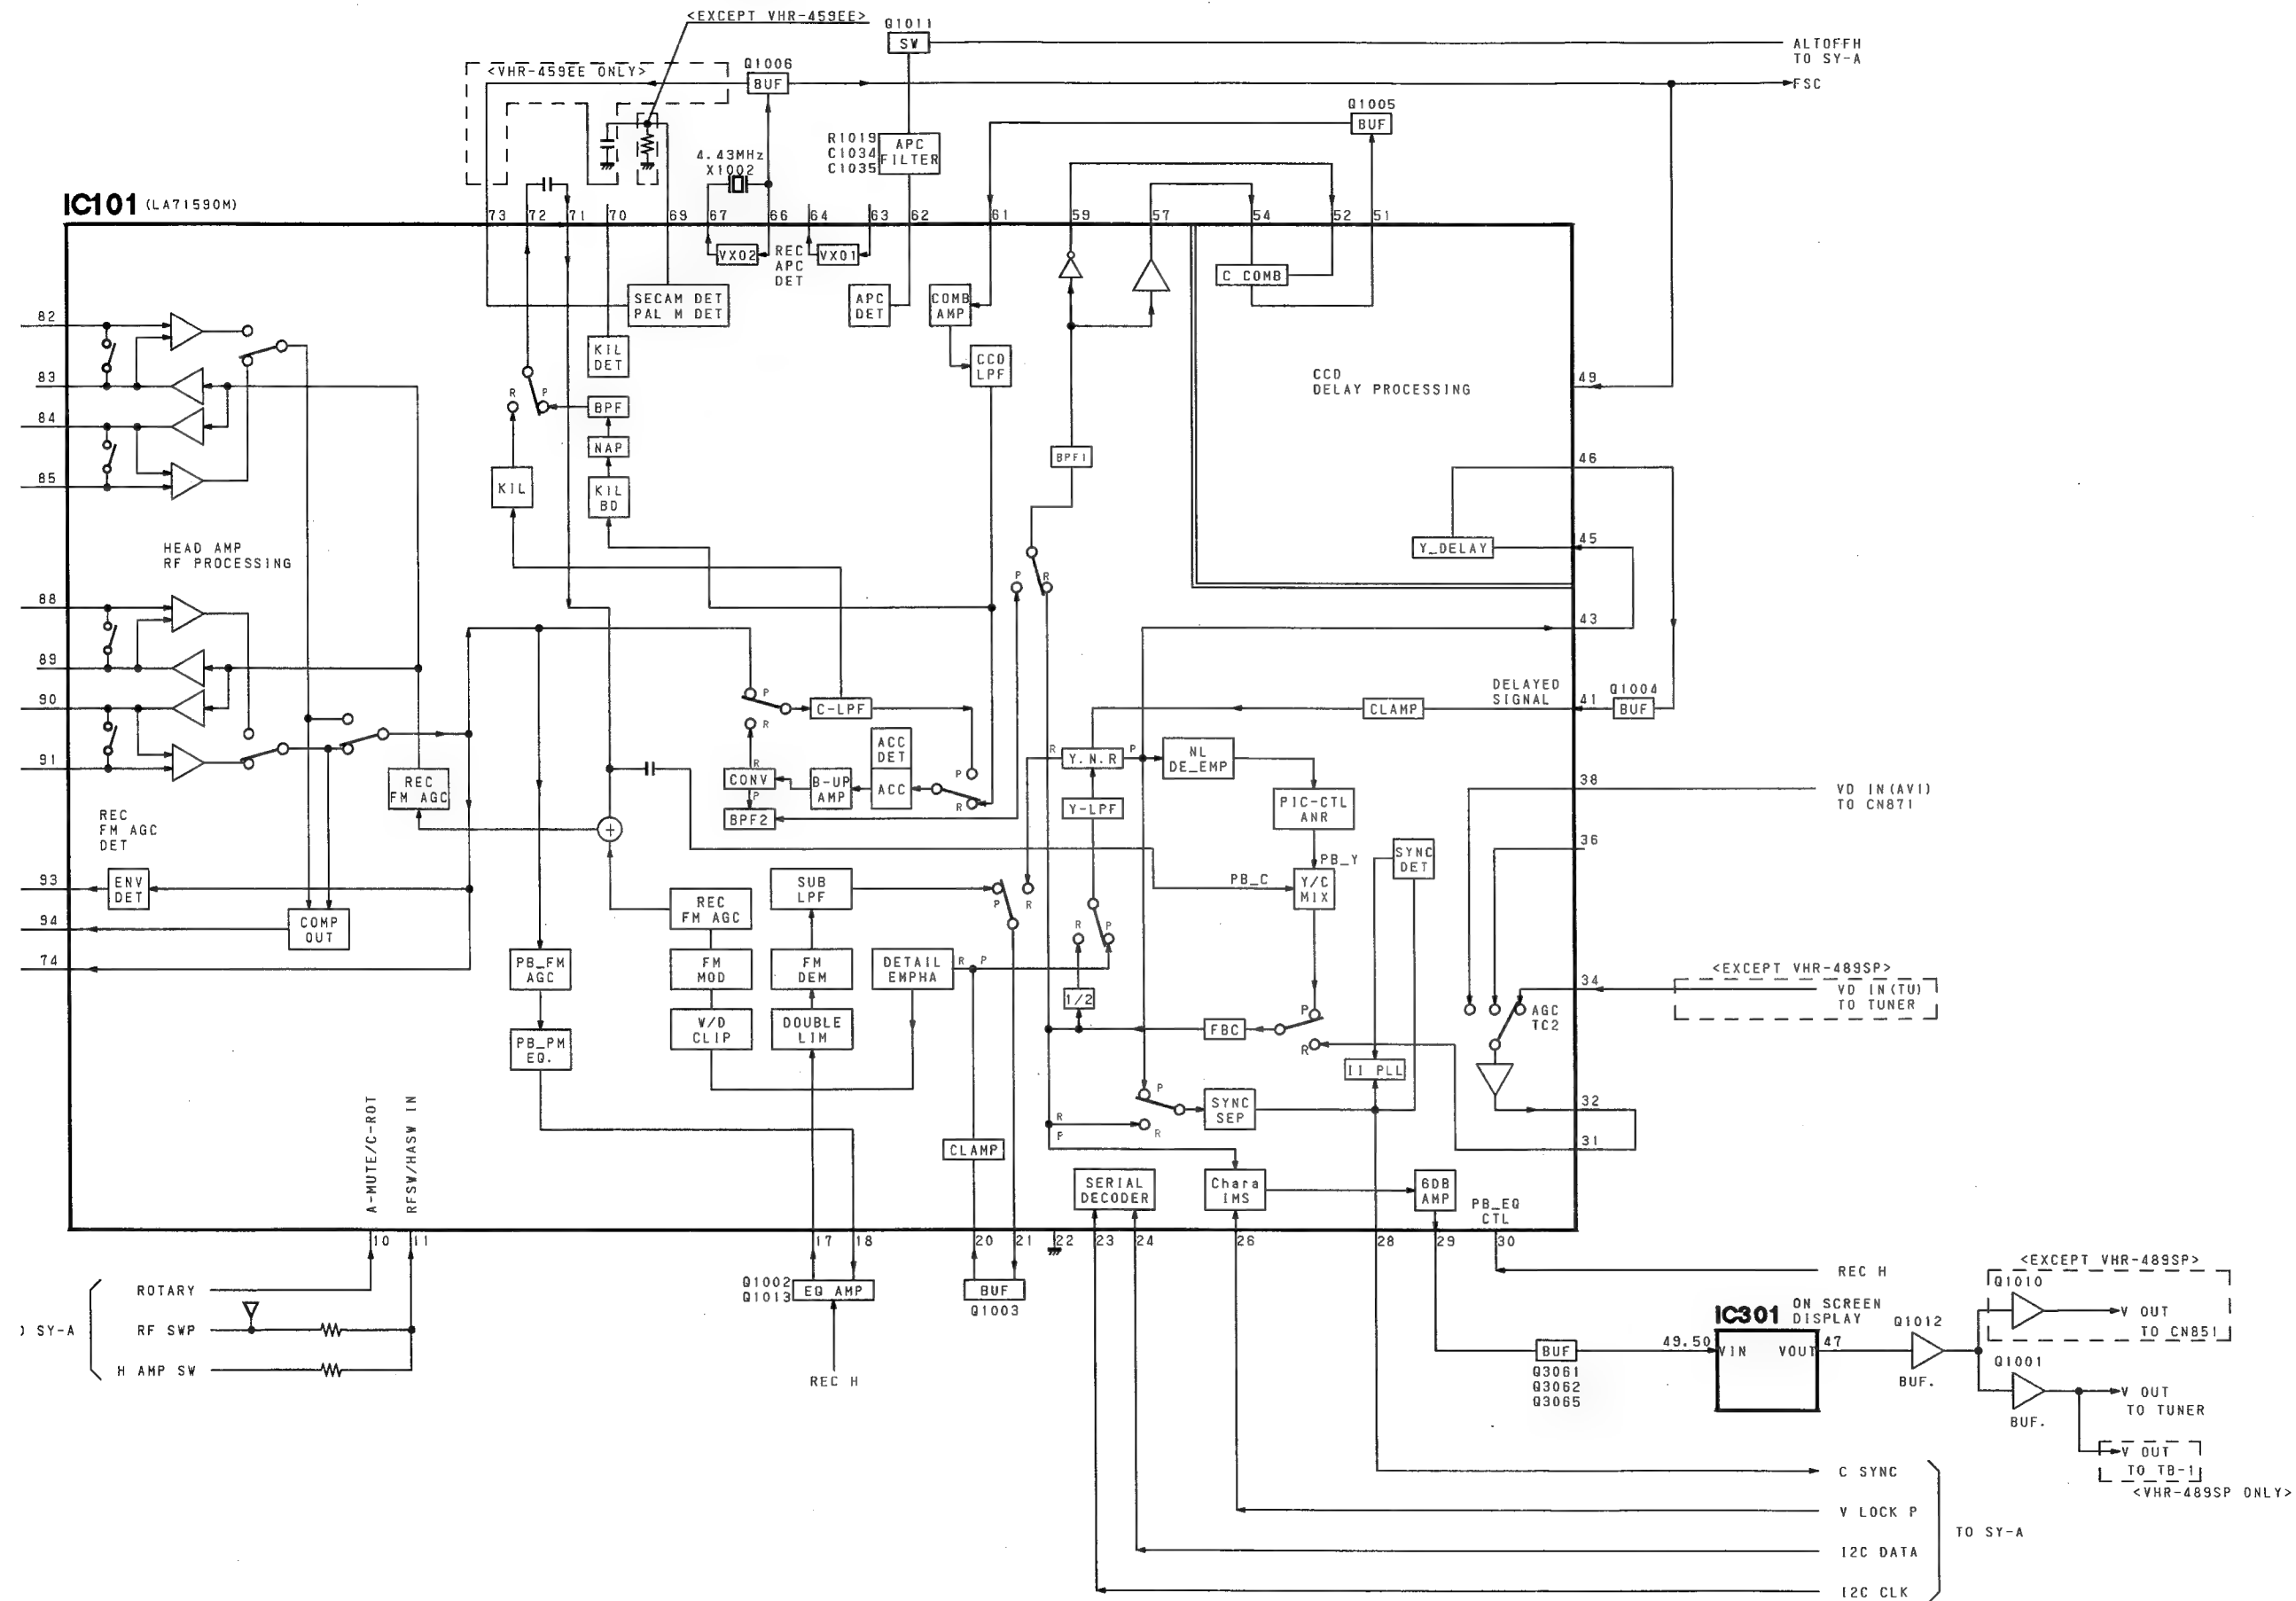 <EXCEPT VHR-459EE>
Q1011
SW
ALTOFFH
TO SY-A
<VHR-459EE ONLY>
Q1006
BUF
FSC
Q1005
BUF
R1019
C1034
C1035
APC
FILTER
4.43MHz
X1002
IC101 (LA71590M)
73
72
71
70
69
67
66
64
63
62
61
59
57
54
52
51
VXO2
REC
APC
DET
VXO1
SECAM DET
PAL M DET
APC
DET
COMB
AMP
C COMB
82
83
84
85
KIL
DET
CCD
LPF
CCD
DELAY PROCESSING
49
R
P
BPF
NAP
BPF1
46
KIL
KIL
BD
Y_DELAY
45
HEAD AMP
RF PROCESSING
P
R
88
89
90
91
43
P
C-LPF
R
DELAYED
SIGNAL
41
Q1004
BUF
CLAMP
ACC
DET
R
Y.N.R
P
NL
DE_EMP
REC
FM AGC
R
CONV
P
B-UP
AMP
ACC
P
R
38
VD IN(AV1)
TO CN871
BPF2
Y-LPF
PIC-CTL
ANR
REC
FM AGC
DET
+
36
SYNC
DET
PB_Y
93
ENV
DET
SUB
LPF
PB_C
Y/C
MIX
REC
FM AGC
P
R
94
COMP
OUT
R
P
74
PB_FM
AGC
FM
MOD
FM
DEM
DETAIL
EMPHA
R
P
34
<EXCEPT VHR-489SP>
VD IN(TU)
TO TUNER
1/2
P
AGC
TC2
PB_PM
EQ.
W/D
CLIP
DOUBLE
LIM
FBC
R
II PLL
P
SYNC
SEP
32
R
P
R
31
A-MUTE/C-ROT
RFSW/HASW IN
CLAMP
SERIAL
DECODER
Chara
IMS
6DB
AMP
PB_EQ
CTL
10
11
17
18
20
21
22
23
24
26
28
29
30
ROTARY
Q1002
Q1013
EQ AMP
BUF
Q1003
REC H
<EXCEPT VHR-489SP>
Q1010
V OUT
TO CN851
SY-A
RF SWP
IC301
ON SCREEN
DISPLAY
Q1012
H AMP SW
REC H
BUF
Q3061
Q3062
Q3065
49.50
VIN
VOUT
47
BUF.
Q1001
V OUT
TO TUNER
BUF.
V OUT
TO TB-1
<VHR-489SP ONLY>
C SYNC
V LOCK P
TO SY-A
I2C DATA
I2C CLK